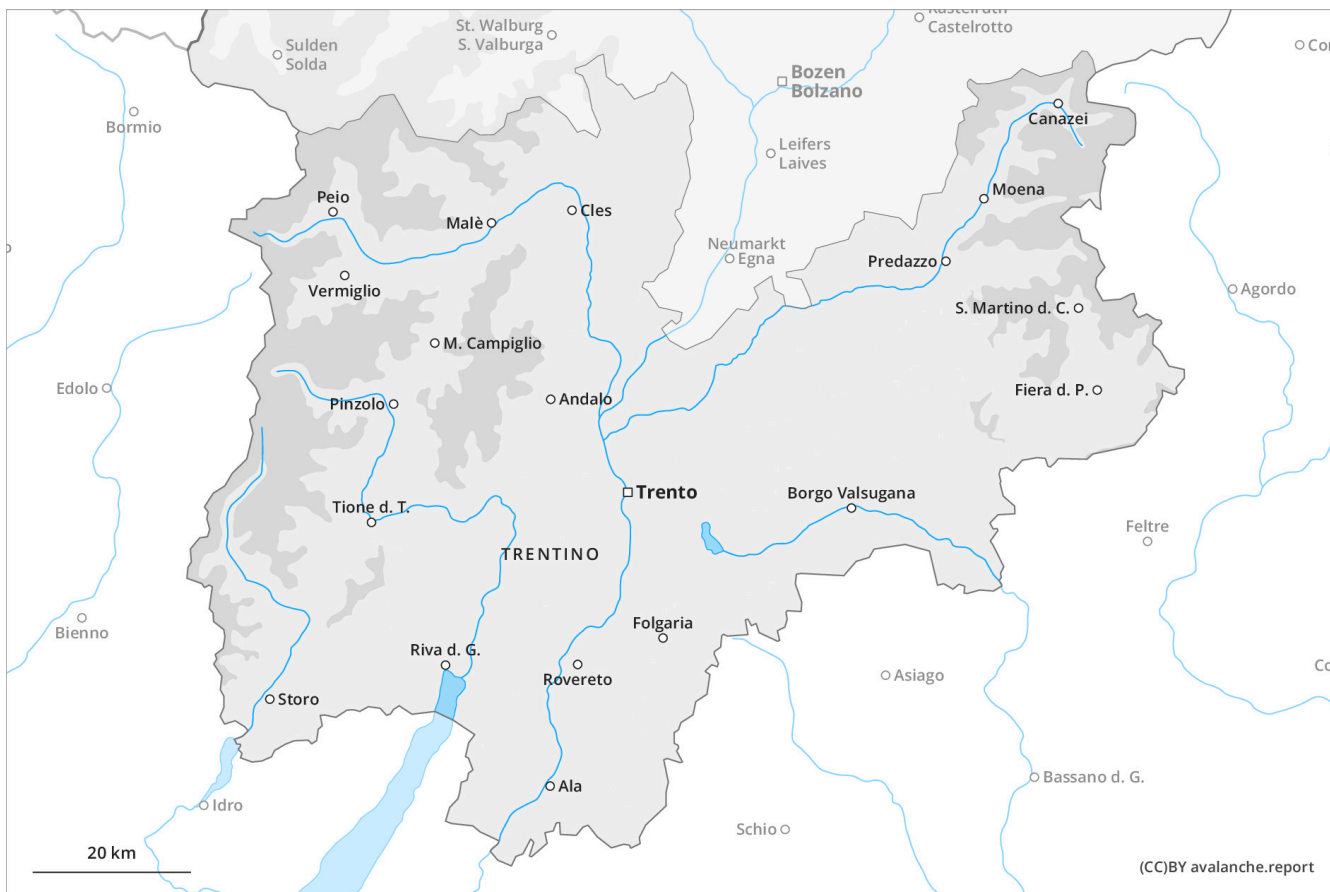 Kastelruth
Castelrotto
St. Walburg
S. Valburga
Sulden
Solda
Bozen
Bolzano
Bormio
Canazei
Leifers
Laives
Peio
Malè
Cles
Moena
Neumarkt
Egna
Predazzo
Vermiglio
Agordo
S. Martino d. C.
M. Campiglio
Edolo
Pinzolo
Andalo
Fiera d. P.
Trento
Borgo Valsugana
Tione d. T.
Feltre
TRENTINO
Bienno
Folgaria
Riva d. G.
Rovereto
Asiago
Storo
Ala
Bassano d. G.
Idro
Schio
20 km
(CC)BY avalanche.report